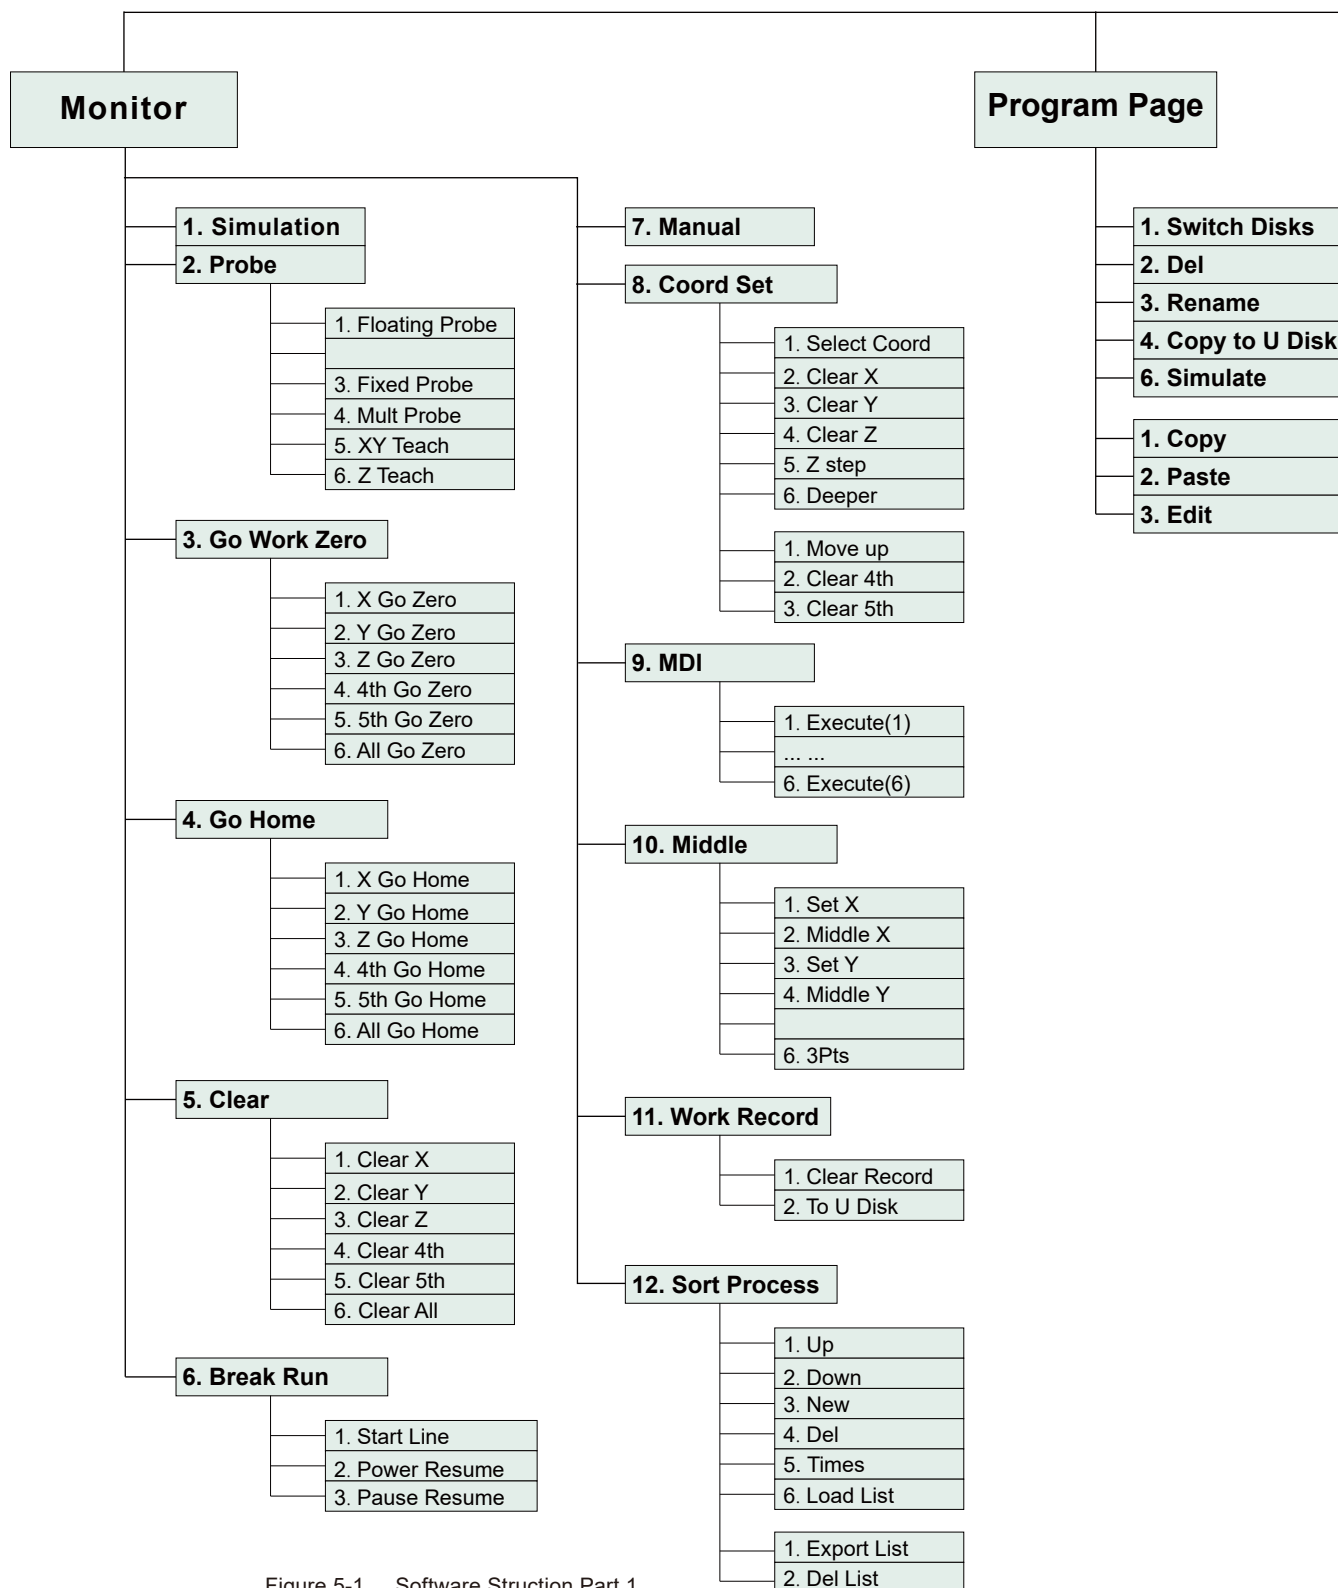 Monitor
1. Simulation
2. Probe
1. Floating Probe
3. Fixed Probe
4. Mult Probe
5. XY Teach
6. Z Teach
3. Go Work Zero
1. X Go Zero
2. Y Go Zero
3. Z Go Zero
4. 4th Go Zero
5. 5th Go Zero
6. All Go Zero
4. Go Home
1. X Go Home
2. Y Go Home
3. Z Go Home
4. 4th Go Home
5. 5th Go Home
6. All Go Home
5. Clear
1. Clear X
2. Clear Y
3. Clear Z
4. Clear 4th
5. Clear 5th
6. Clear All
6. Break Run
1. Start Line
2. Power Resume
3. Pause Resume
7. Manual
8. Coord Set
1. Select Coord
2. Clear X
3. Clear Y
4. Clear Z
5. Z step
6. Deeper
1. Move up
2. Clear 4th
3. Clear 5th
9. MDI
1. Execute(1)
... ...
6. Execute(6)
10. Middle
1. Set X
2. Middle X
3. Set Y
4. Middle Y
6. 3Pts
11. Work Record
1. Clear Record
2. To U Disk
12. Sort Process
1. Up
2. Down
3. New
4. Del
5. Times
6. Load List
1. Export List
2. Del List
Program Page
1. Switch Disks
2. Del
3. Rename
4. Copy to U Disk
6. Simulate
1. Copy
2. Paste
3. Edit
Figure 5-1 Software Struction Part 1